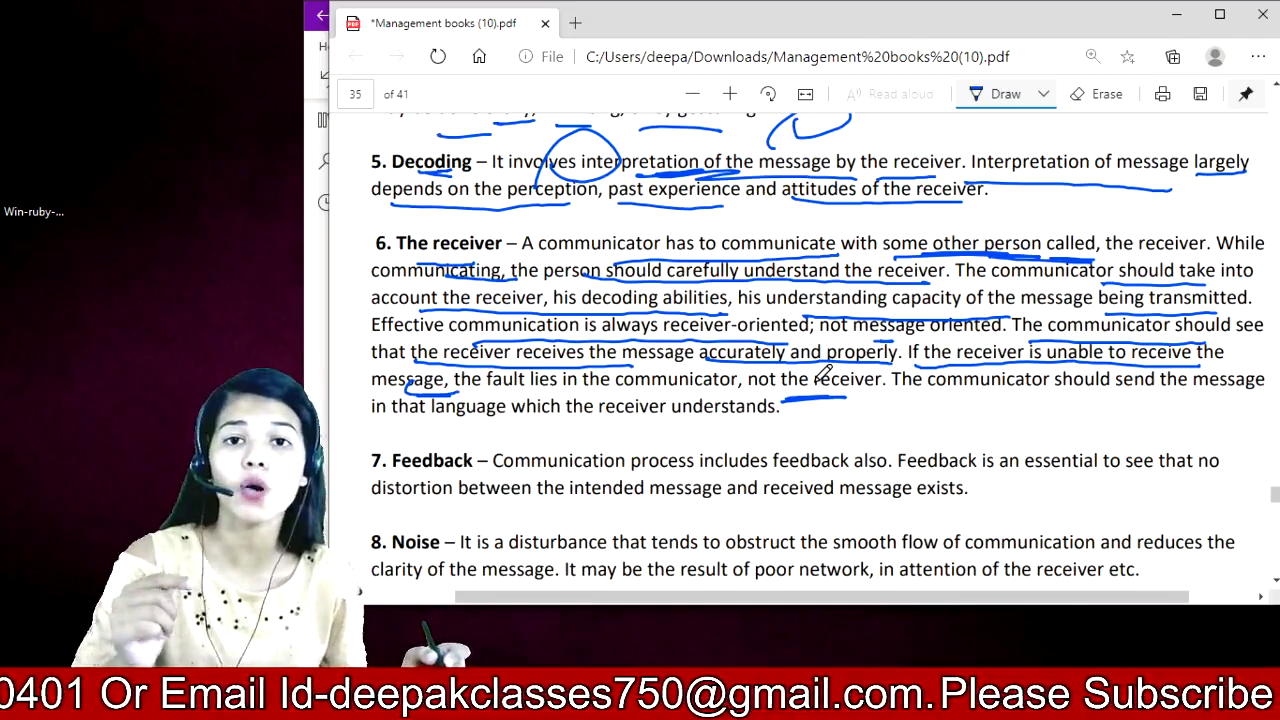 *Management books (10).pdf
File
C:/Users/deepa/Downloads/Management%20books%20(10).pdf
35 of 41
Read aloud
Draw
Erase
5. Decoding – It involves interpretation of the message by the receiver. Interpretation of message largely
depends on the perception, past experience and attitudes of the receiver.
Win-ruby-...
6. The receiver – A communicator has to communicate with some other person called, the receiver. While
communicating, the person should carefully understand the receiver. The communicator should take into
account the receiver, his decoding abilities, his understanding capacity of the message being transmitted.
Effective communication is always receiver-oriented; not message oriented. The communicator should see
that the receiver receives the message accurately and properly. If the receiver is unable to receive the
message, the fault lies in the communicator, not the receiver. The communicator should send the message
in that language which the receiver understands.
7. Feedback – Communication process includes feedback also. Feedback is an essential to see that no
distortion between the intended message and received message exists.
8. Noise – It is a disturbance that tends to obstruct the smooth flow of communication and reduces the
clarity of the message. It may be the result of poor network, in attention of the receiver etc.
0401 Or Email Id-deepakclasses750@gmail.com. Please Subscribe